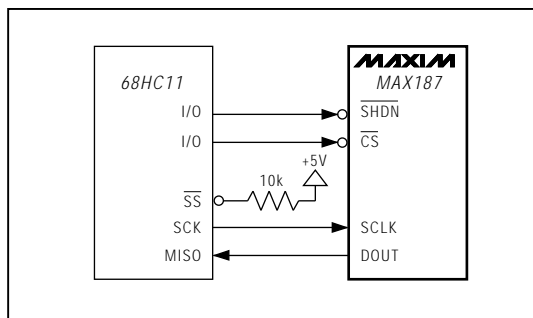 MAXIM
68HC11
MAX187
I/O
SHDN
I/O
CS
+5V
10k
SS
SCK
SCLK
MISO
DOUT